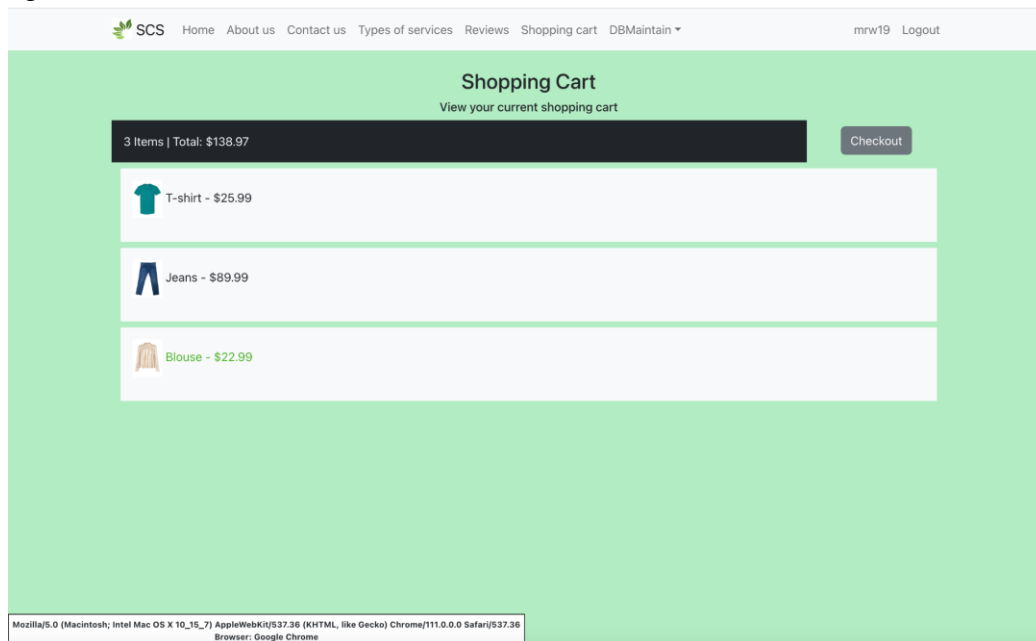 SCS Home About us Contact us Types of services Reviews Shopping cart DBMaintain mrw19 Logout
Shopping Cart
View your current shopping cart
3 Items | Total: $138.97
Checkout
T-shirt - $25.99
Jeans - $89.99
Blouse - $22.99
Mozilla/5.0 (Macintosh; Intel Mac OS X 10_15_7) AppleWebKit/537.36 (KHTML, like Gecko) Chrome/111.0.0.0 Safari/537.36
Browser: Google Chrome